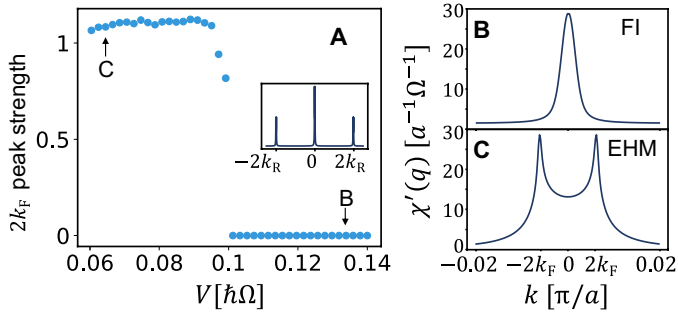 A
1
C
0.5
−2k_R 0 2k_R
B
0
2k_F peak strength
0.06 0.08 0.10 0.12 0.14
V[ħΩ]
B
FI
30
20
10
0
C
EHM
30
20
10
0
χ′(q) [a⁻¹Ω⁻¹]
−0.02 −2k_F 0 2k_F 0.02
k [π/a]